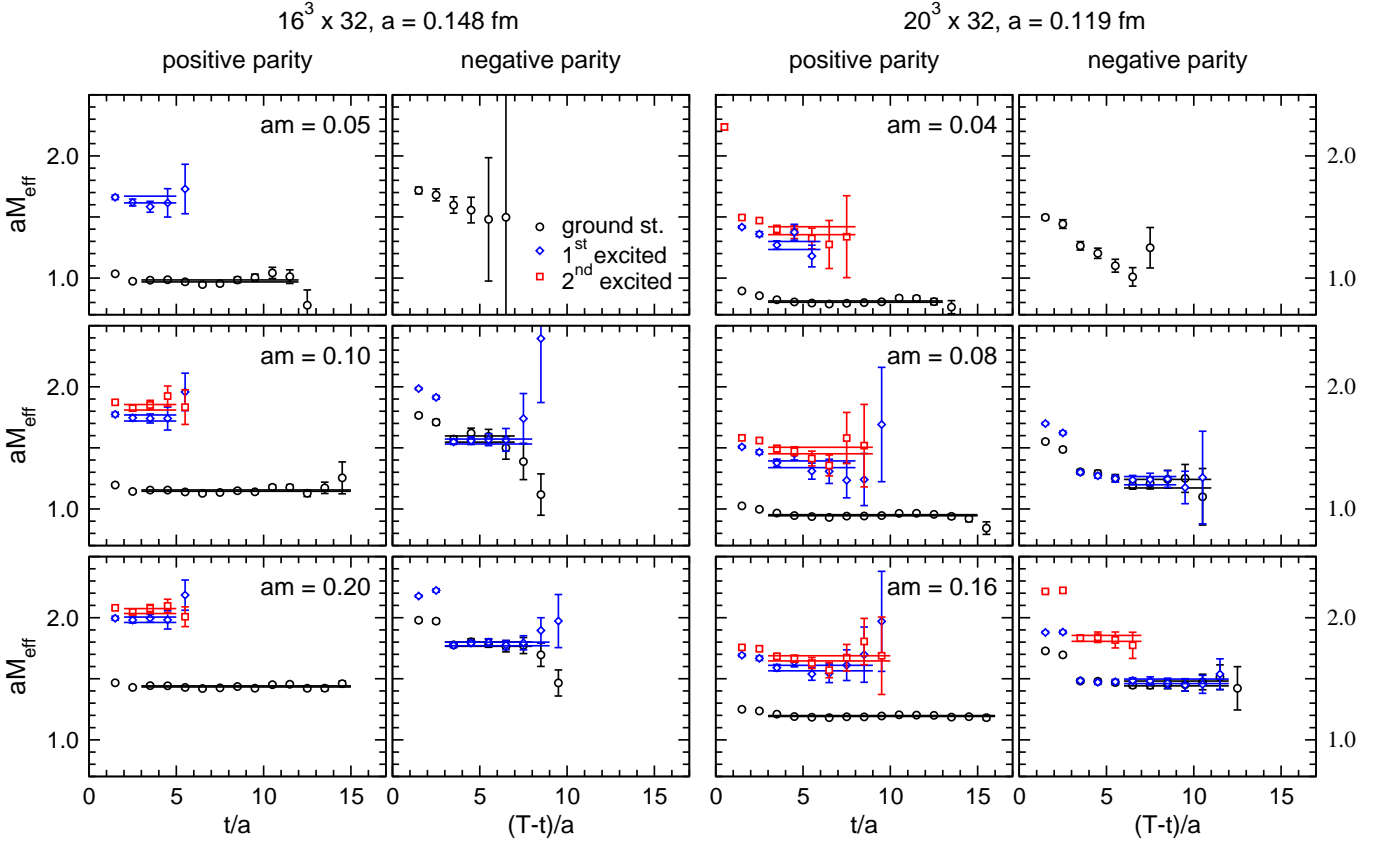 16³ x 32, a = 0.148 fm
20³ x 32, a = 0.119 fm
positive parity
negative parity
positive parity
negative parity
am = 0.05
am = 0.04
2.0
2.0
aM_eff
ground st.
1st excited
2nd excited
1.0
1.0
am = 0.10
am = 0.08
2.0
2.0
aM_eff
1.0
1.0
am = 0.20
am = 0.16
2.0
2.0
aM_eff
1.0
1.0
0 5 10 15
0 5 10 15
0 5 10 15
0 5 10 15
t/a
(T-t)/a
t/a
(T-t)/a